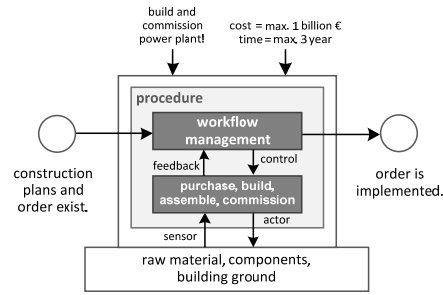 build and
commission
power plant!
cost = max. 1 billion €
time = max. 3 year
procedure
workflow
management
feedback
control
construction
plans and
order exist.
purchase, build,
assemble, commission
order is
implemented.
sensor
actor
raw material, components,
building ground